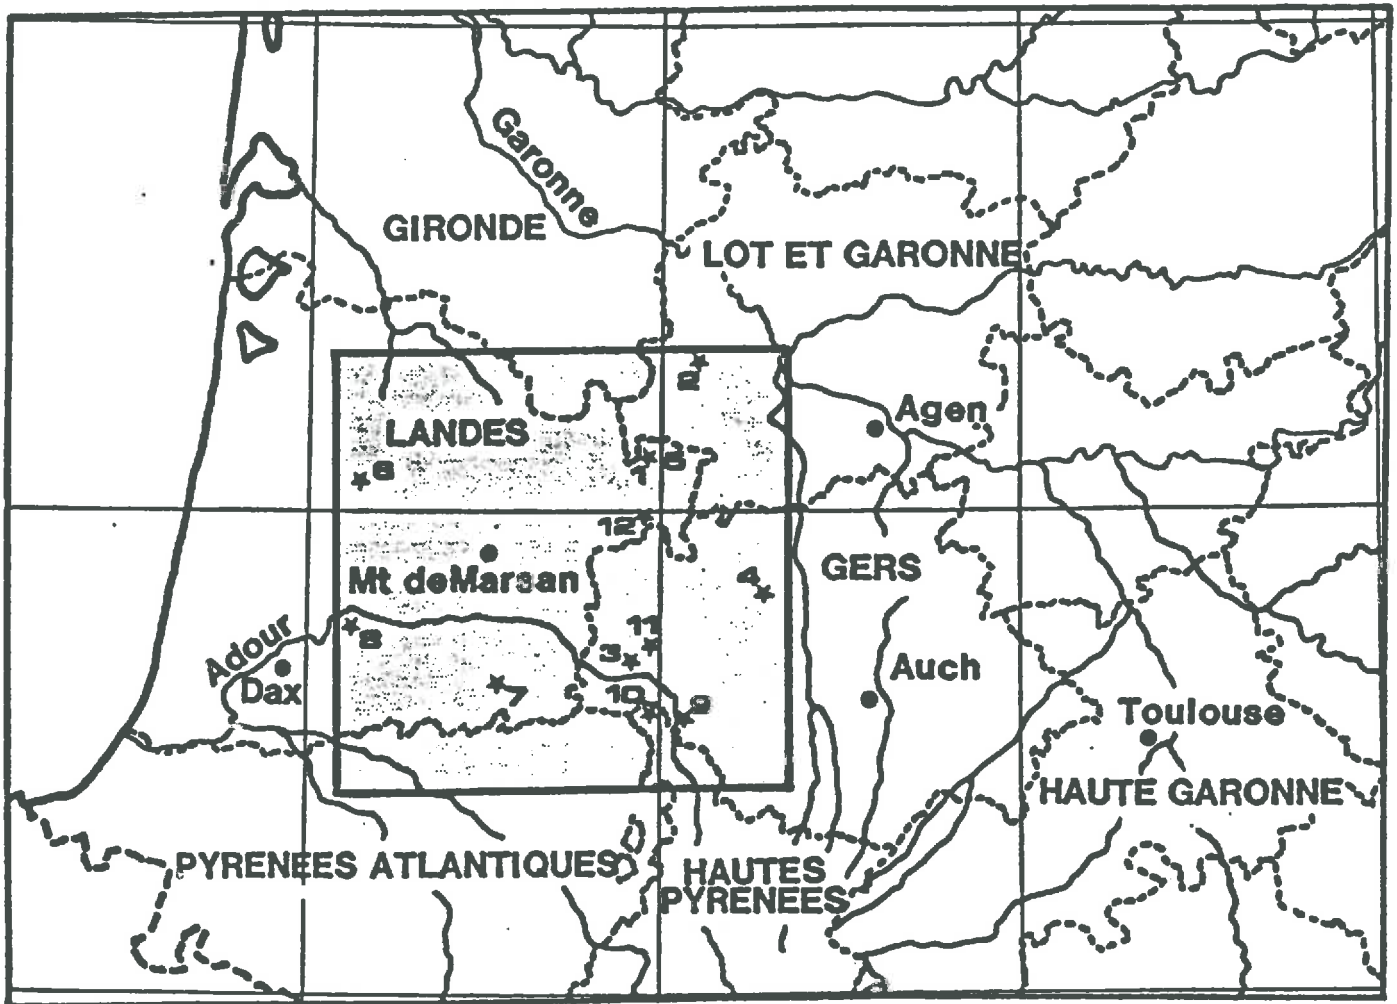 Garonne
GIRONDE
LOT ET GARONNE
2
Agen
LANDES
6
1
5
12
Mt deMarsan
GERS
4
Adour
8
11
3
Auch
Dax
7
10
9
Toulouse
HAUTE GARONNE
PYRENEES ATLANTIQUES
HAUTES
PYRENEES